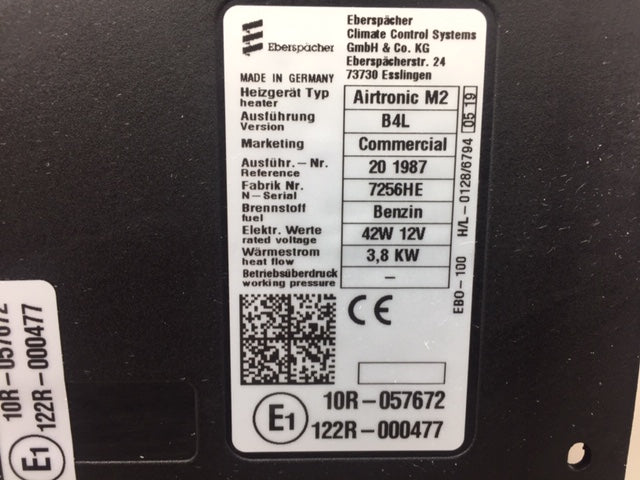 Eberspächer
Eberspächer
Climate Control Systems
GmbH & Co. KG
Eberspächerstr. 24
73730 Esslingen
MADE IN GERMANY
Heizgerät Typ
heater
Airtronic M2
Ausführung
Version
B4L
Marketing
Commercial
Ausführ.-Nr.
Reference
20 1987
Fabrik Nr.
N-Serial
7256HE
Brennstoff
fuel
Benzin
Elektr. Werte
rated voltage
42W 12V
Wärmestrom
heat flow
3,8 KW
Betriebsüberdruck
working pressure
–
EBO-100 H/L-0128/6794 05 19
CE
E1
10R-057672
122R-000477
10R-057672
E1
122R-000477